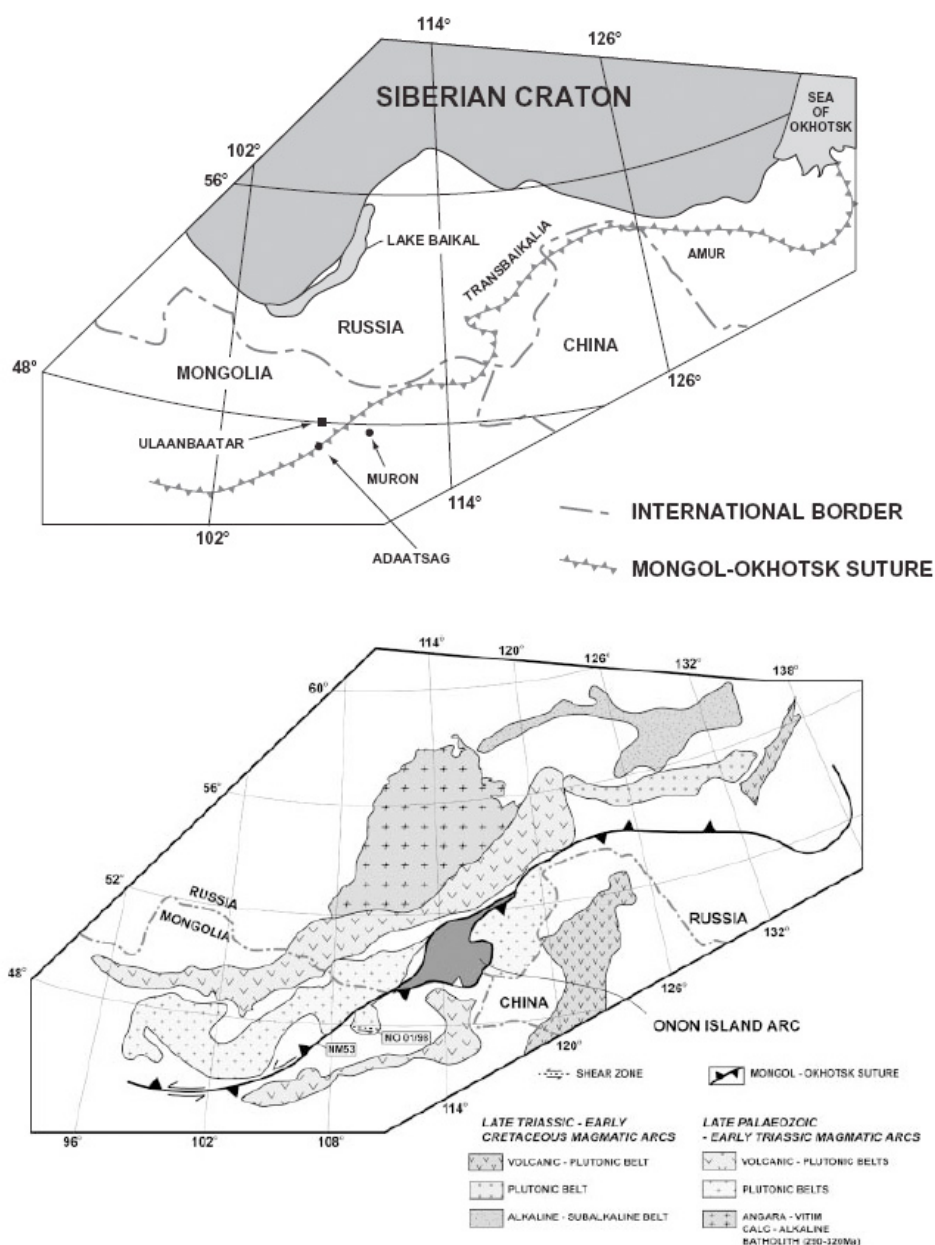 114°
126°
SIBERIAN CRATON
SEA
OF
OKHOTSK
102°
56°
LAKE BAIKAL
TRANSBAIKALIA
AMUR
RUSSIA
CHINA
48°
MONGOLIA
126°
ULAANBAATAR
MURON
114°
102°
ADAATSAG
INTERNATIONAL BORDER
MONGOL-OKHOTSK SUTURE
114°
120°
126°
132°
138°
60°
56°
52°
RUSSIA
MONGOLIA
RUSSIA
132°
48°
126°
CHINA
ONON ISLAND ARC
NO 01/98
NM53
120°
SHEAR ZONE
MONGOL - OKHOTSK SUTURE
114°
96°
102°
108°
LATE TRIASSIC - EARLY
CRETACEOUS MAGMATIC ARCS
VOLCANIC - PLUTONIC BELT
PLUTONIC BELT
ALKALINE - SUBALKALINE BELT
LATE PALAEOZOIC
- EARLY TRIASSIC MAGMATIC ARCS
VOLCANIC - PLUTONIC BELTS
PLUTONIC BELTS
ANGARA - VITIM
CALC - ALKALINE
BATHOLITH (290-320Ma)